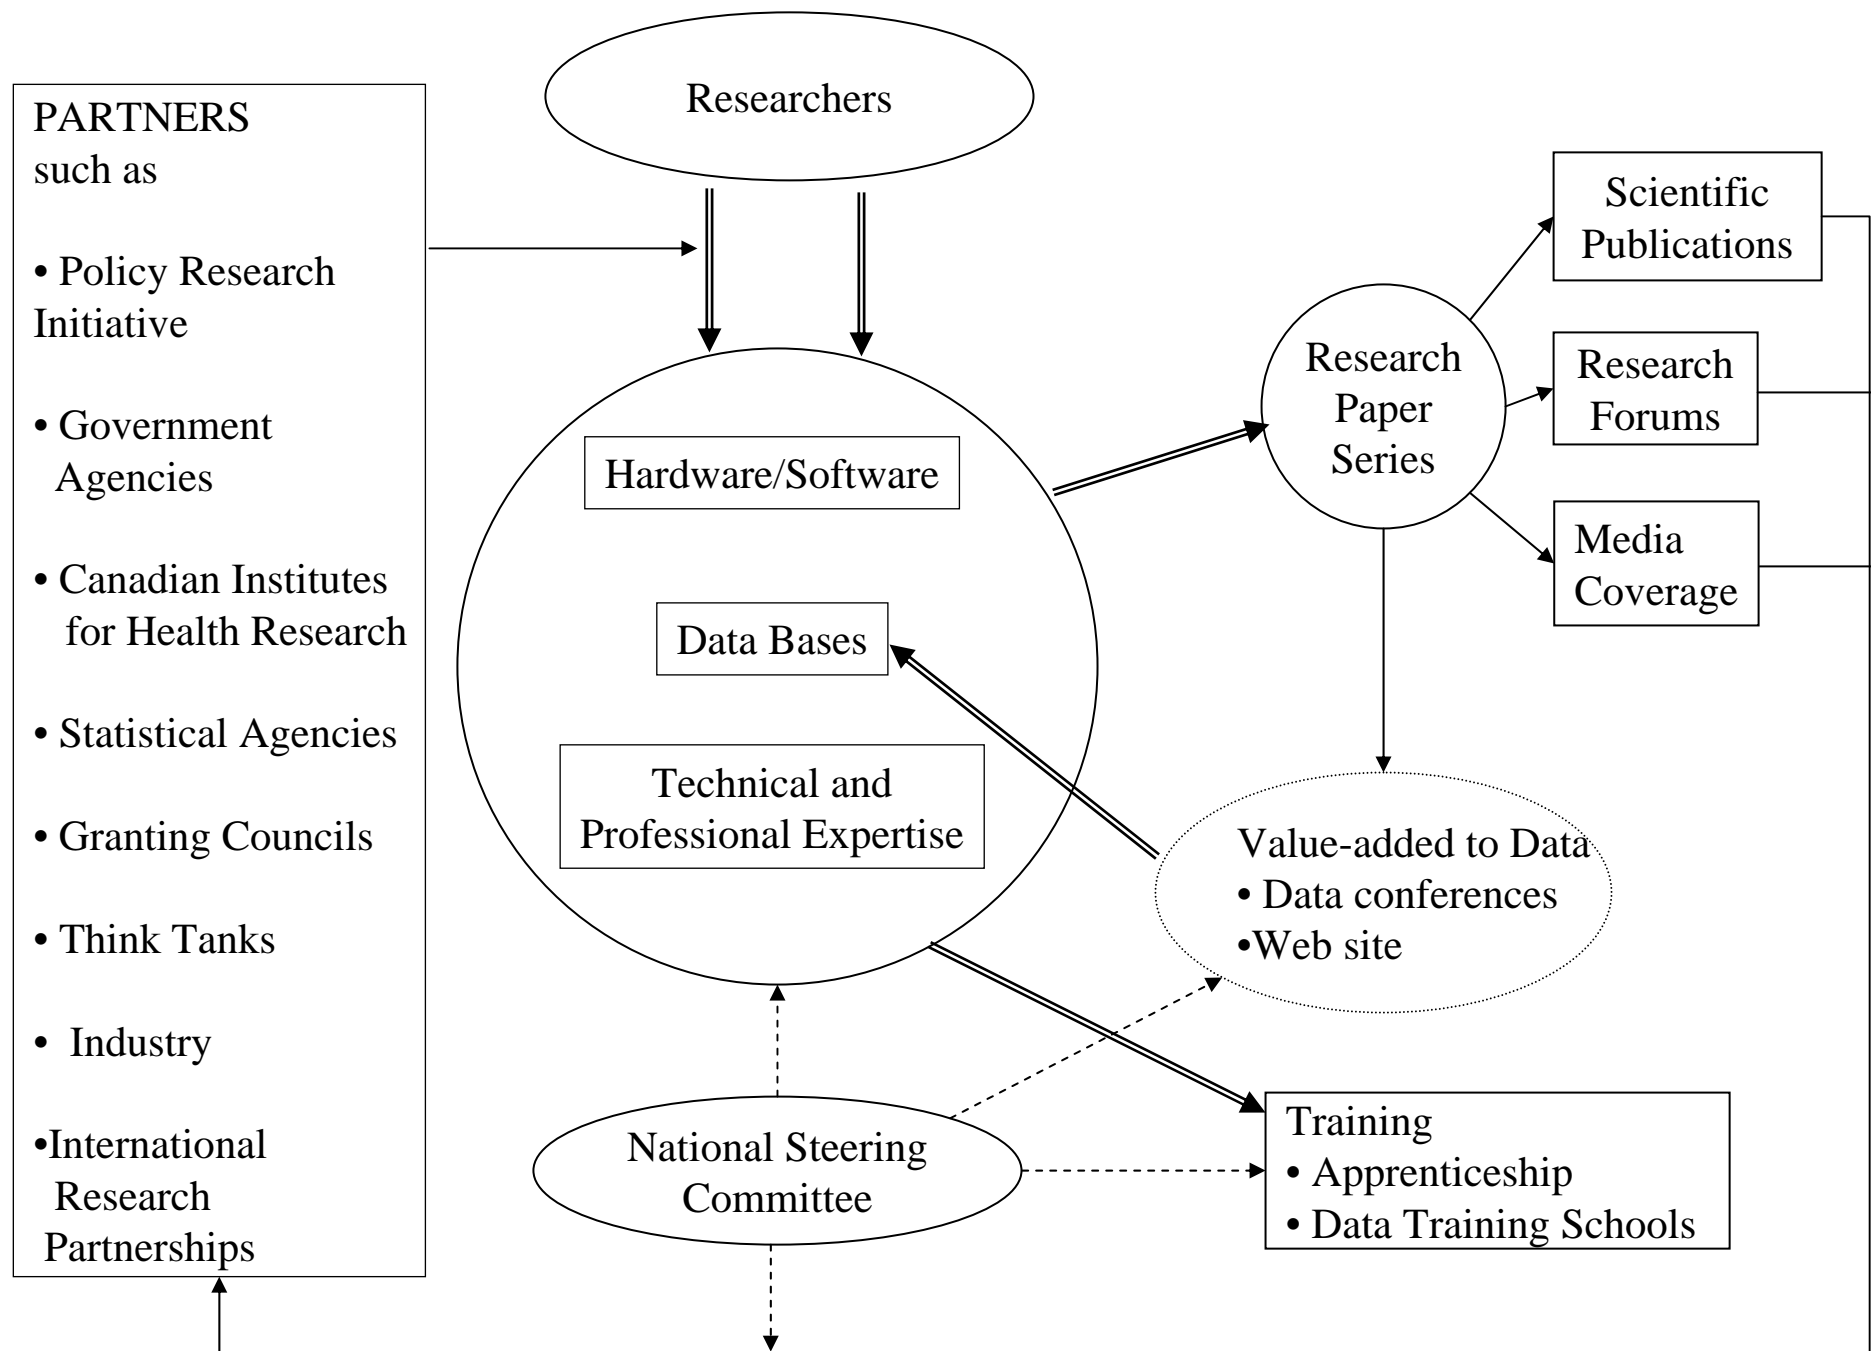 Researchers
PARTNERS
such as
• Policy Research
Initiative
• Government
Agencies
• Canadian Institutes
for Health Research
• Statistical Agencies
• Granting Councils
• Think Tanks
• Industry
•International
Research
Partnerships
Hardware/Software
Data Bases
Technical and
Professional Expertise
National Steering
Committee
Research
Paper
Series
Scientific
Publications
Research
Forums
Media
Coverage
Value-added to Data
• Data conferences
•Web site
Training
• Apprenticeship
• Data Training Schools